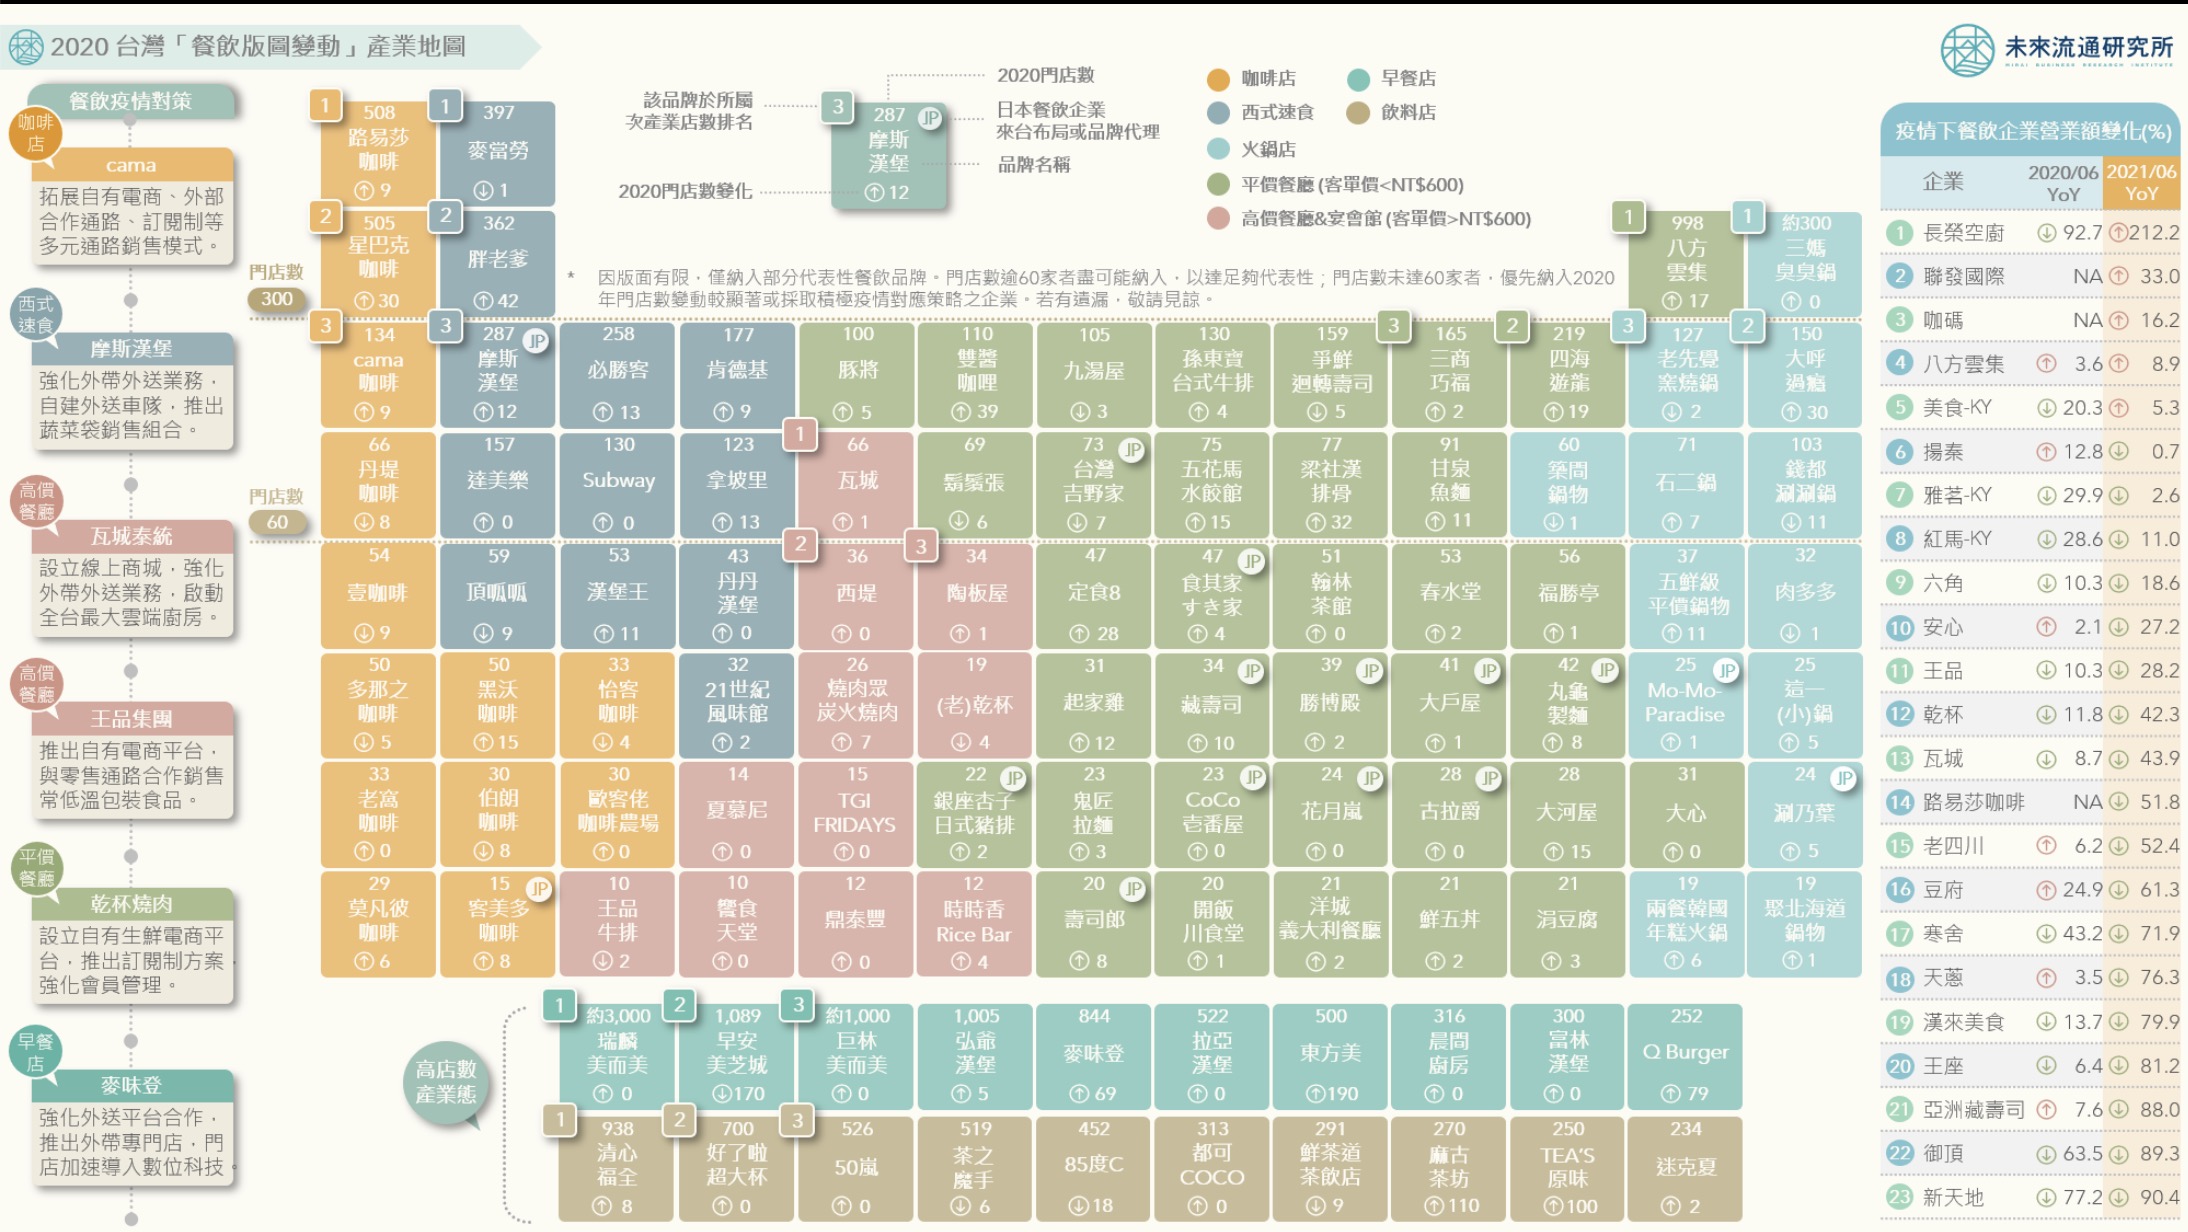 2020 台灣「餐飲版圖變動」產業地圖
未來流通研究所
MIRAI BUSINESS RESEARCH INSTITUTE
餐飲疫情對策
咖啡
店
cama
拓展自有電商、外部
合作通路、訂閱制等
多元通路銷售模式。
西式
速食
摩斯漢堡
強化外帶外送業務，
自建外送車隊，推出
蔬菜袋銷售組合。
高價
餐廳
瓦城泰統
設立線上商城，強化
外帶外送業務，啟動
全台最大雲端廚房。
高價
餐廳
王品集團
推出自有電商平台，
與零售通路合作銷售
常低溫包裝食品。
平價
餐廳
乾杯燒肉
設立自有生鮮電商平
台，推出訂閱制方案，
強化會員管理。
早餐
店
麥味登
強化外送平台合作，
推出外帶專門店，門
店加速導入數位科技。
該品牌於所屬
次產業店數排名
2020門店數變化
3
287
JP
摩斯
漢堡
↑12
2020門店數
日本餐飲企業
來台布局或品牌代理
品牌名稱
咖啡店
早餐店
西式速食
飲料店
火鍋店
平價餐廳 (客單價<NT$600)
高價餐廳&宴會館 (客單價>NT$600)
* 因版面有限，僅納入部分代表性餐飲品牌。門店數逾60家者盡可能納入，以達足夠代表性；門店數未達60家者，優先納入2020
年門店數變動較顯著或採取積極疫情對應策略之企業。若有遺漏，敬請見諒。
門店數
300
門店數
60
1
508
路易莎
咖啡
↑ 9
1
397
麥當勞
↓ 1
2
505
星巴克
咖啡
↑ 30
2
362
胖老爹
↑ 42
1
998
八方
雲集
↑ 17
1
約300
三媽
臭臭鍋
↑ 0
3
134
cama
咖啡
↑ 9
3
287
JP
摩斯
漢堡
↑12
258
必勝客
↑ 13
177
肯德基
↑ 9
100
豚將
↑ 5
110
雙醬
咖哩
↑ 39
105
九湯屋
↓ 3
130
孫東寶
台式牛排
↑ 4
159
爭鮮
迴轉壽司
↓ 5
3
165
三商
巧福
↑ 2
2
219
四海
遊龍
↑19
3
127
老先覺
窯燒鍋
↓ 2
2
150
大呼
過癮
↑ 30
66
丹堤
咖啡
↓ 8
157
達美樂
↑ 0
130
Subway
↑ 0
123
拿坡里
↑ 13
1
66
瓦城
↑ 1
69
鬍鬚張
↓ 6
73
JP
台灣
吉野家
↓ 7
75
五花馬
水餃館
↑ 15
77
梁社漢
排骨
↑ 32
91
甘泉
魚麵
↑ 11
60
築間
鍋物
↓ 1
71
石二鍋
↑ 7
103
錢都
涮涮鍋
↓ 11
54
壹咖啡
↓ 9
59
頂呱呱
↓ 9
53
漢堡王
↑ 11
43
丹丹
漢堡
↑ 0
2
36
西堤
↑ 0
3
34
陶板屋
↑ 1
47
定食8
↑ 28
47
JP
食其家
すき家
↑ 4
51
翰林
茶館
↑ 0
53
春水堂
↑ 2
56
福勝亭
↑ 1
37
五鮮級
平價鍋物
↑ 11
32
肉多多
↓ 1
50
多那之
咖啡
↓ 5
50
黑沃
咖啡
↑ 15
33
怡客
咖啡
↓ 4
32
21世紀
風味館
↑ 2
26
燒肉眾
炭火燒肉
↑ 7
19
(老)乾杯
↓ 4
31
起家雞
↑ 12
34
JP
藏壽司
↑ 10
39
JP
勝博殿
↑ 2
41
JP
大戶屋
↑ 1
42
JP
丸龜
製麵
↑ 8
25
JP
Mo-Mo-
Paradise
↑ 1
25
這一
(小)鍋
↑ 5
33
老窩
咖啡
↑ 0
30
伯朗
咖啡
↓ 8
30
歐客佬
咖啡農場
↑ 0
14
夏慕尼
↑ 0
15
TGI
FRIDAYS
↑ 0
22
JP
銀座杏子
日式豬排
↑ 2
23
鬼匠
拉麵
↑ 3
23
JP
CoCo
壱番屋
↑ 0
24
JP
花月嵐
↑ 0
28
JP
古拉爵
↑ 0
28
大河屋
↑ 15
31
大心
↑ 0
24
JP
涮乃葉
↑ 5
29
莫凡彼
咖啡
↑ 6
15
JP
客美多
咖啡
↑ 8
10
王品
牛排
↓ 2
10
饗食
天堂
↑ 0
12
鼎泰豐
↑ 0
12
時時香
Rice Bar
↑ 4
20
JP
壽司郎
↑ 8
20
開飯
川食堂
↑ 1
21
洋城
義大利餐廳
↑ 2
21
鮮五丼
↑ 2
21
涓豆腐
↑ 3
19
兩餐韓國
年糕火鍋
↑ 6
19
聚北海道
鍋物
↑ 1
高店數
產業態
1
約3,000
瑞麟
美而美
↑ 0
2
1,089
早安
美芝城
↓170
3
約1,000
巨林
美而美
↑ 0
1,005
弘爺
漢堡
↑ 5
844
麥味登
↑ 69
522
拉亞
漢堡
↑ 0
500
東方美
↑190
316
晨間
廚房
↑ 0
300
富林
漢堡
↑ 0
252
Q Burger
↑ 79
1
938
清心
福全
↑ 8
2
700
好了啦
超大杯
↑ 0
3
526
50嵐
↑ 0
519
茶之
魔手
↓ 6
452
85度C
↓18
313
都可
COCO
↑ 0
291
鮮茶道
茶飲店
↓ 9
270
麻古
茶坊
↑110
250
TEA'S
原味
↑100
234
迷克夏
↑ 2
疫情下餐飲企業營業額變化(%)
企業 2020/06 YoY 2021/06 YoY
1 長榮空廚 ↓ 92.7 ↑212.2
2 聯發國際 NA ↑ 33.0
3 咖碼 NA ↑ 16.2
4 八方雲集 ↑ 3.6 ↑ 8.9
5 美食-KY ↓ 20.3 ↑ 5.3
6 揚秦 ↑ 12.8 ↓ 0.7
7 雅茗-KY ↓ 29.9 ↓ 2.6
8 紅馬-KY ↓ 28.6 ↓ 11.0
9 六角 ↓ 10.3 ↓ 18.6
10 安心 ↑ 2.1 ↓ 27.2
11 王品 ↓ 10.3 ↓ 28.2
12 乾杯 ↓ 11.8 ↓ 42.3
13 瓦城 ↓ 8.7 ↓ 43.9
14 路易莎咖啡 NA ↓ 51.8
15 老四川 ↑ 6.2 ↓ 52.4
16 豆府 ↑ 24.9 ↓ 61.3
17 寒舍 ↓ 43.2 ↓ 71.9
18 天蔥 ↑ 3.5 ↓ 76.3
19 漢來美食 ↓ 13.7 ↓ 79.9
20 王座 ↓ 6.4 ↓ 81.2
21 亞洲藏壽司 ↑ 7.6 ↓ 88.0
22 御頂 ↓ 63.5 ↓ 89.3
23 新天地 ↓ 77.2 ↓ 90.4